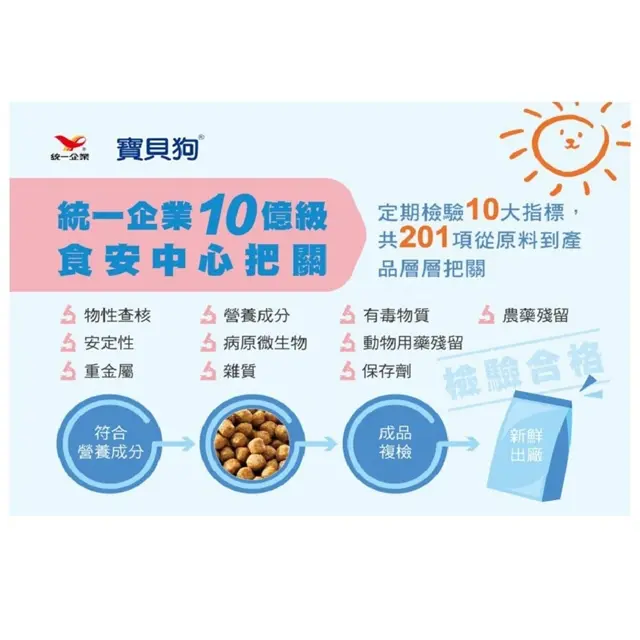 統一企業
寶貝狗®
統一企業10億級
食安中心把關
定期檢驗10大指標，
共201項從原料到產
品層層把關
物性查核
營養成分
有毒物質
農藥殘留
安定性
病原微生物
動物用藥殘留
重金屬
雜質
保存劑
檢驗合格
符合
營養成分
成品
複檢
新鮮
出廠